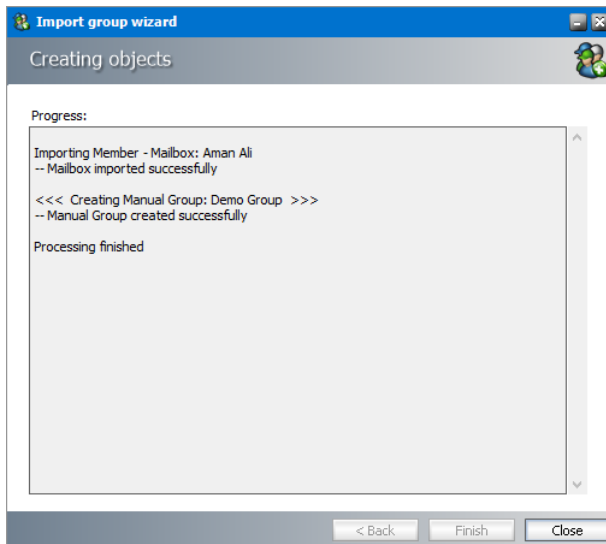 Import group wizard
Creating objects
Progress:
Importing Member - Mailbox: Aman Ali
-- Mailbox imported successfully
<<< Creating Manual Group: Demo Group >>>
-- Manual Group created successfully
Processing finished
< Back
Finish
Close